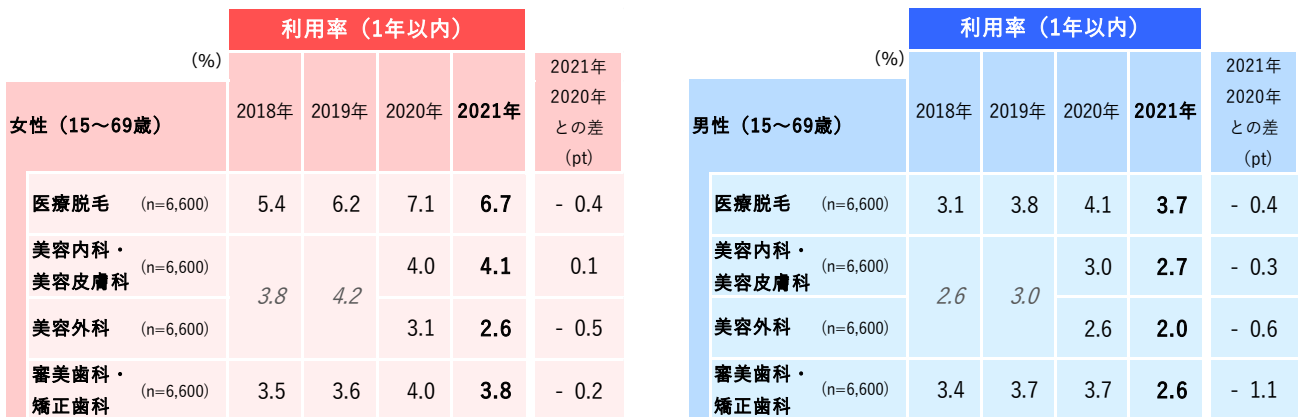 利用率（1年以内）
(%)
女性（15～69歳）
2018年 2019年 2020年 2021年
2021年
2020年
との差
(pt)
医療脱毛 (n=6,600) 5.4 6.2 7.1 6.7 - 0.4
美容内科・
美容皮膚科 (n=6,600) 4.0 4.1 0.1
3.8 4.2
美容外科 (n=6,600) 3.1 2.6 - 0.5
審美歯科・
矯正歯科 (n=6,600) 3.5 3.6 4.0 3.8 - 0.2
利用率（1年以内）
(%)
男性（15～69歳）
2018年 2019年 2020年 2021年
2021年
2020年
との差
(pt)
医療脱毛 (n=6,600) 3.1 3.8 4.1 3.7 - 0.4
美容内科・
美容皮膚科 (n=6,600) 3.0 2.7 - 0.3
2.6 3.0
美容外科 (n=6,600) 2.6 2.0 - 0.6
審美歯科・
矯正歯科 (n=6,600) 3.4 3.7 3.7 2.6 - 1.1